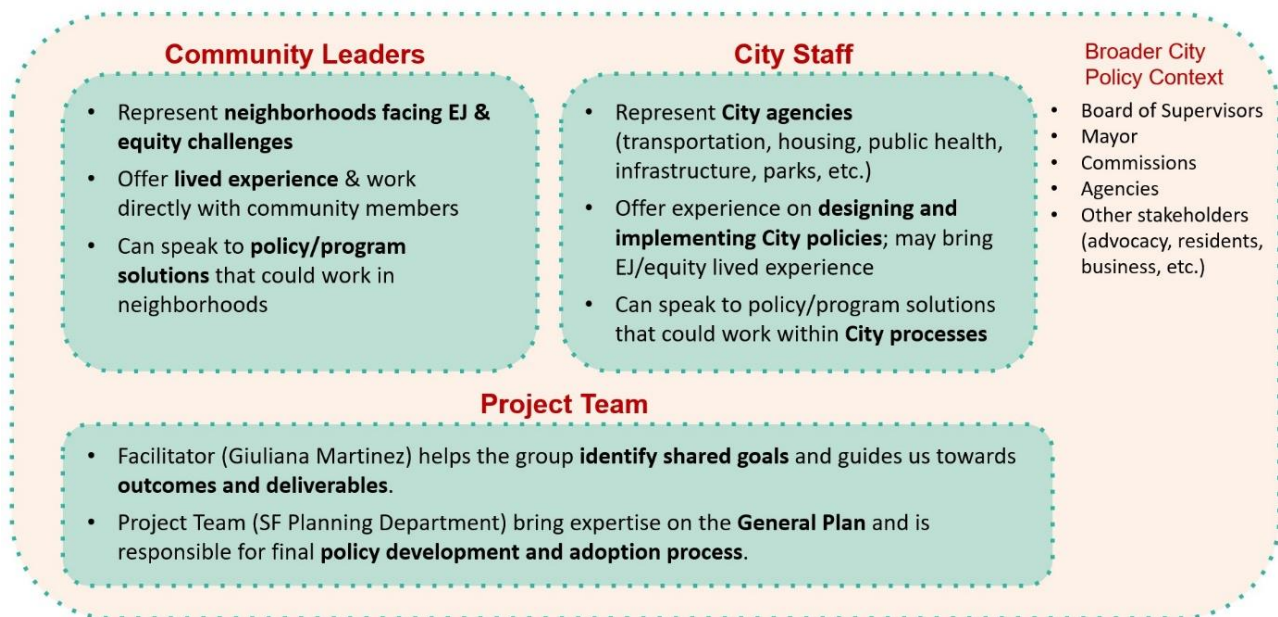 Community Leaders
• Represent neighborhoods facing EJ &
equity challenges
• Offer lived experience & work
directly with community members
• Can speak to policy/program
solutions that could work in
neighborhoods
City Staff
• Represent City agencies
(transportation, housing, public health,
infrastructure, parks, etc.)
• Offer experience on designing and
implementing City policies; may bring
EJ/equity lived experience
• Can speak to policy/program solutions
that could work within City processes
Broader City
Policy Context
• Board of Supervisors
• Mayor
• Commissions
• Agencies
• Other stakeholders
(advocacy, residents,
business, etc.)
Project Team
• Facilitator (Giuliana Martinez) helps the group identify shared goals and guides us towards
outcomes and deliverables.
• Project Team (SF Planning Department) bring expertise on the General Plan and is
responsible for final policy development and adoption process.